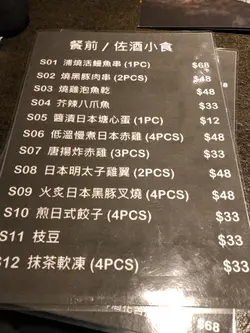 餐前 / 佐酒小食
S01 浦燒活鰻魚串 (1PC) $68
S02 燒黑豚肉串 (2PCS) $48
S03 燒雞泡魚乾 $48
S04 芥辣八爪魚 $33
S05 醬漬日本塘心蛋 (1PC) $12
S06 低溫慢煮日本赤雞 (4PCS) $48
S07 唐揚炸赤雞 (3PCS) $33
S08 日本明太子雞翼 (2PCS) $48
S09 火炙日本黑豚叉燒 (4PCS) $48
S10 煎日式餃子 (4PCS) $33
S11 枝豆 $33
S12 抹茶軟凍 (4PCS) $33
$68
$48